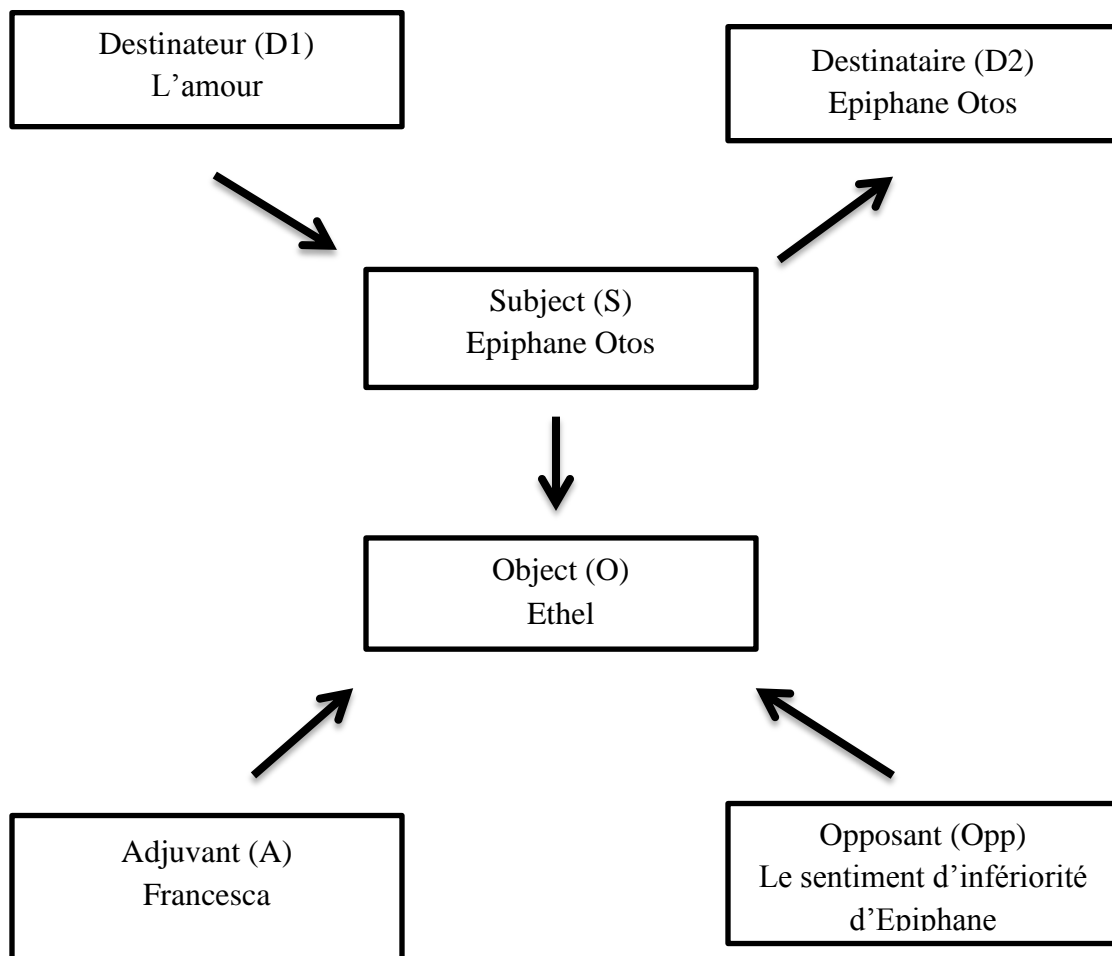 Destinateur (D1)
L’amour
Destinataire (D2)
Epiphane Otos
Subject (S)
Epiphane Otos
Object (O)
Ethel
Adjuvant (A)
Francesca
Opposant (Opp)
Le sentiment d’infériorité
d’Epiphane